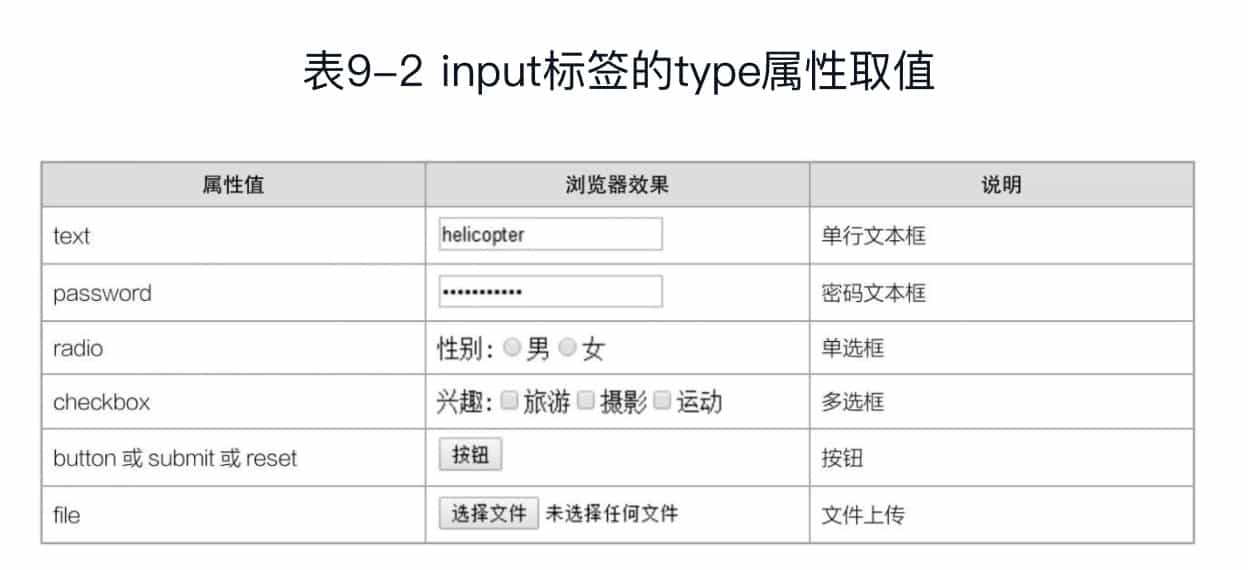 表9-2 input标签的type属性取值
属性值 浏览器效果 说明
text helicopter 单行文本框
password ••••••••••• 密码文本框
radio 性别：男 女 单选框
checkbox 兴趣：旅游 摄影 运动 多选框
button 或 submit 或 reset 按钮 按钮
file 选择文件 未选择任何文件 文件上传